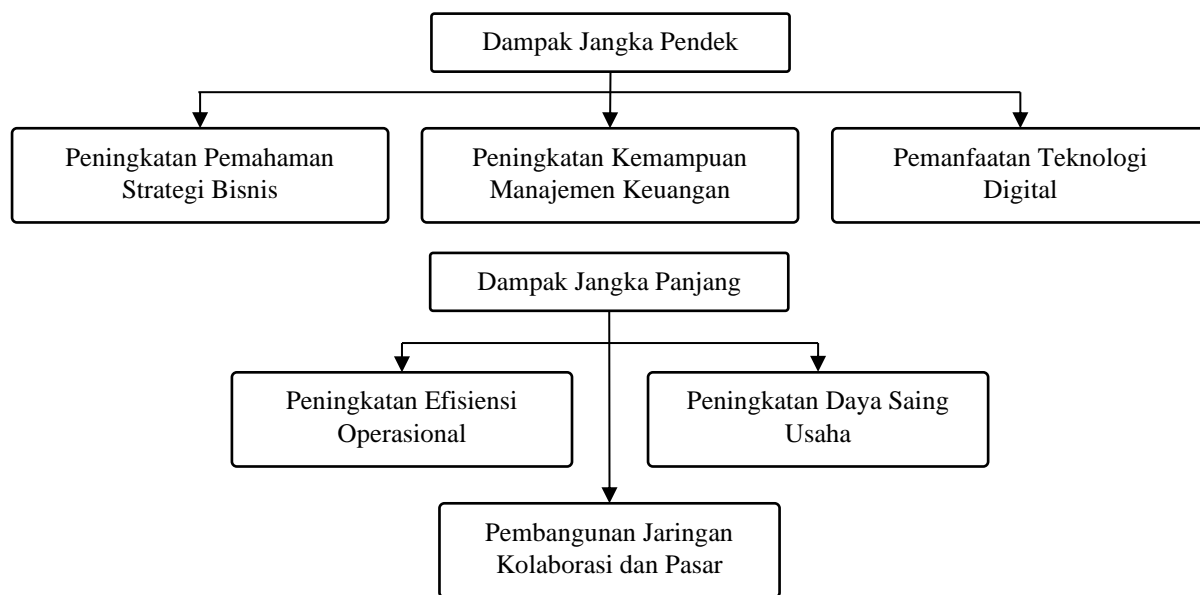 Dampak Jangka Pendek
Peningkatan Pemahaman
Strategi Bisnis
Peningkatan Kemampuan
Manajemen Keuangan
Pemanfaatan Teknologi
Digital
Dampak Jangka Panjang
Peningkatan Efisiensi
Operasional
Peningkatan Daya Saing
Usaha
Pembangunan Jaringan
Kolaborasi dan Pasar